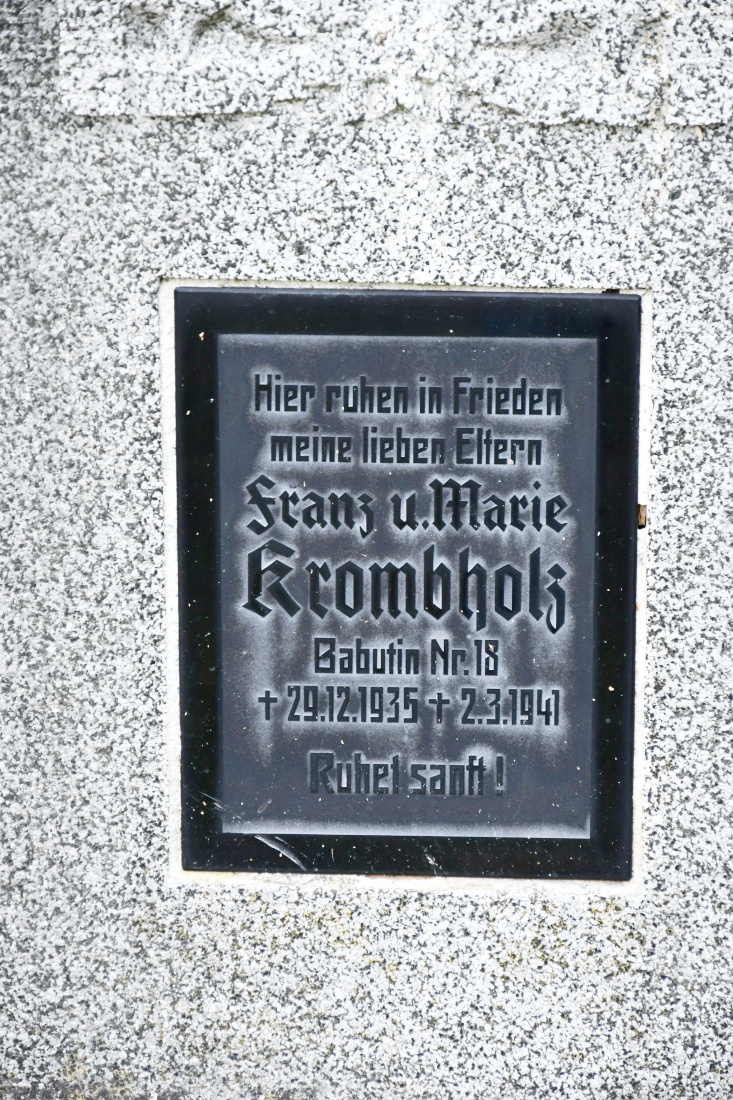 Hier ruhen in Frieden
meine lieben Eltern
Franz u. Marie
Krombholz
Babutin Nr. 18
† 29.12.1935 † 2.3.1941
Ruhet sanft!